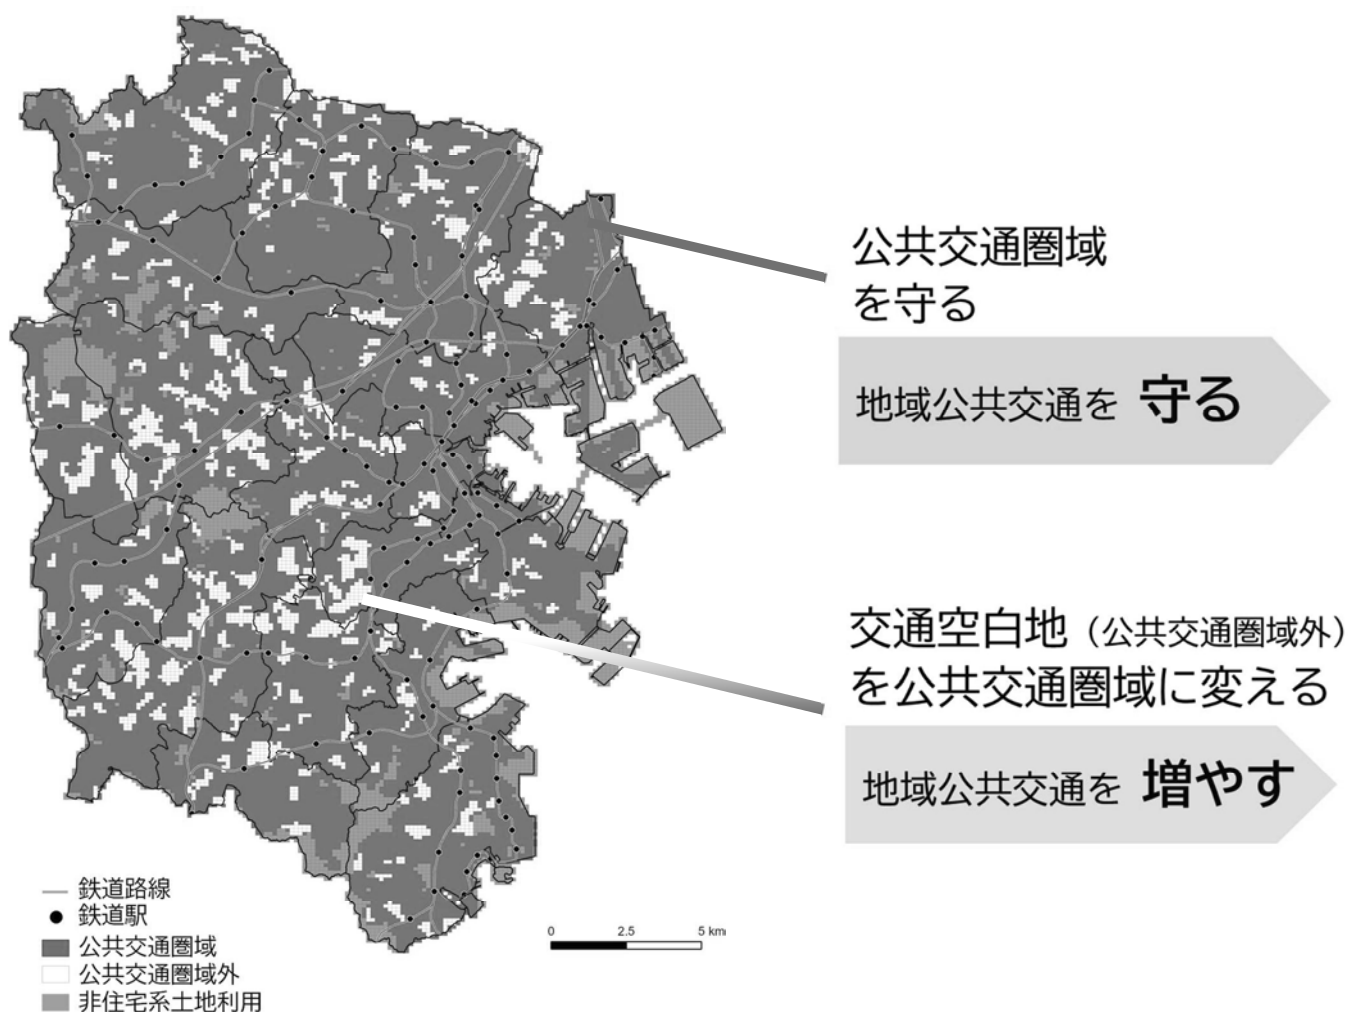 公共交通圏域
を守る
地域公共交通を 守る
交通空白地（公共交通圏域外）
を公共交通圏域に変える
地域公共交通を 増やす
鉄道路線
鉄道駅
公共交通圏域
公共交通圏域外
非住宅系土地利用
0 2.5 5 km